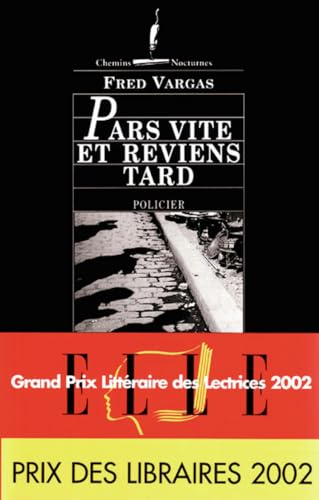 Chemins Nocturnes
FRED VARGAS
PARS VITE
ET REVIENS
TARD
POLICIER
ELLE
Grand Prix Littéraire des Lectrices 2002
PRIX DES LIBRAIRES 2002